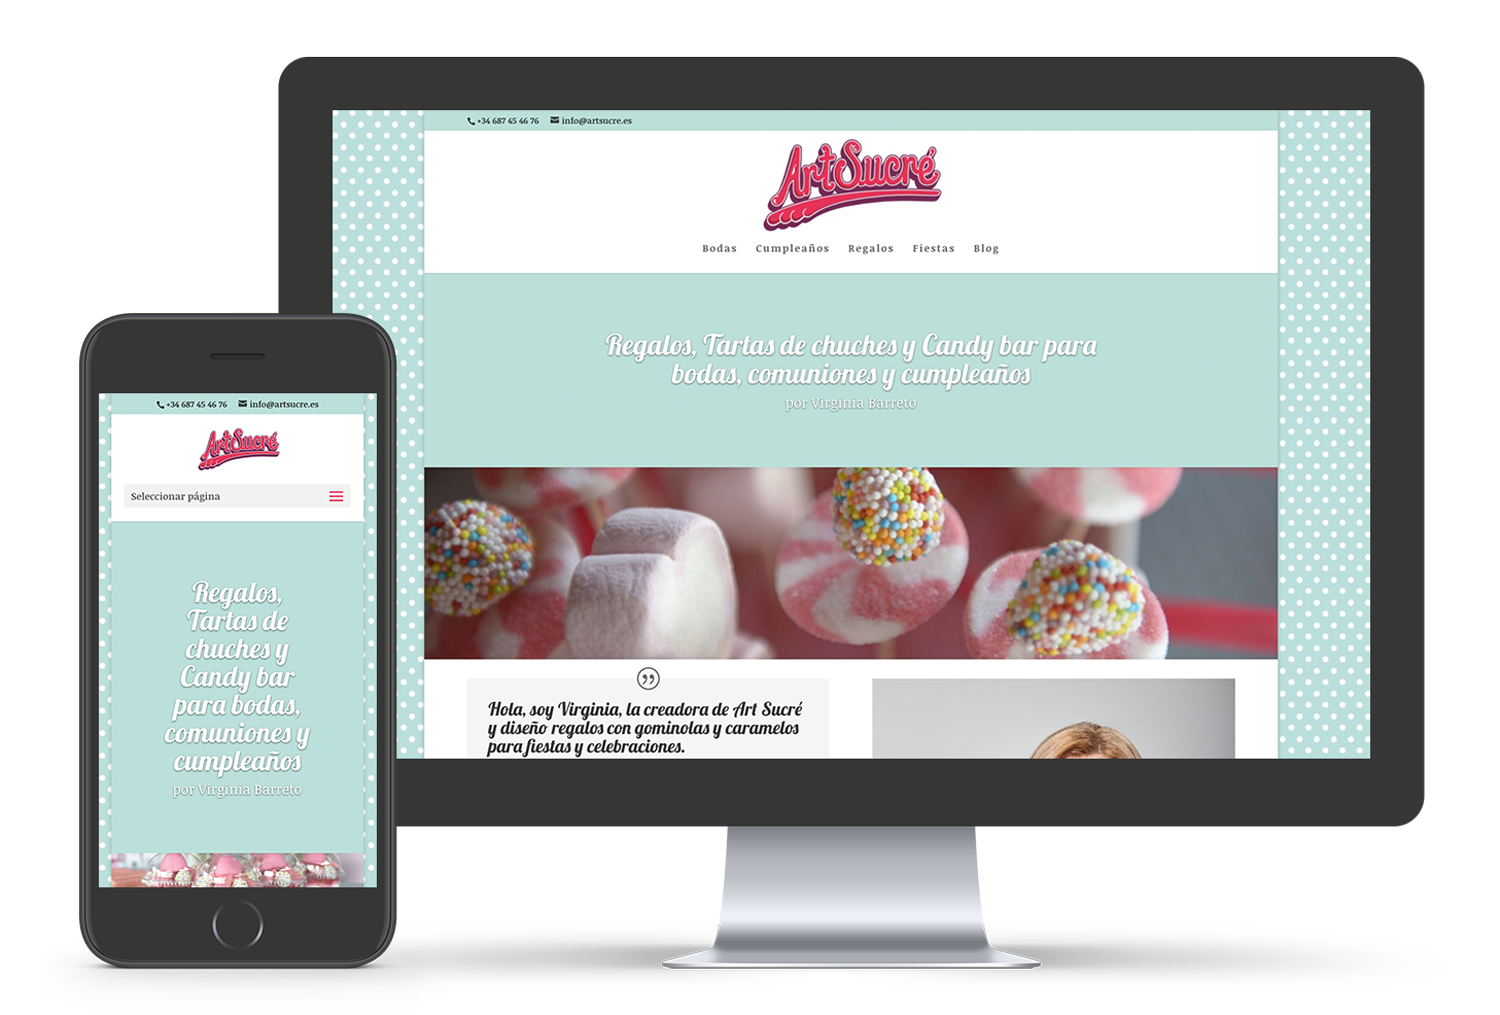 +34 687 45 46 76 info@artsucre.es
ArtSucré
Bodas Cumpleaños Regalos Fiestas Blog
Regalos, Tartas de chuches y Candy bar para
bodas, comuniones y cumpleaños
por Virginia Barreto
Hola, soy Virginia, la creadora de Art Sucré
y diseño regalos con gominolas y caramelos
para fiestas y celebraciones.
+34 687 45 46 76 info@artsucre.es
ArtSucré
Seleccionar página
Regalos,
Tartas de
chuches y
Candy bar
para bodas,
comuniones y
cumpleaños
por Virginia Barreto